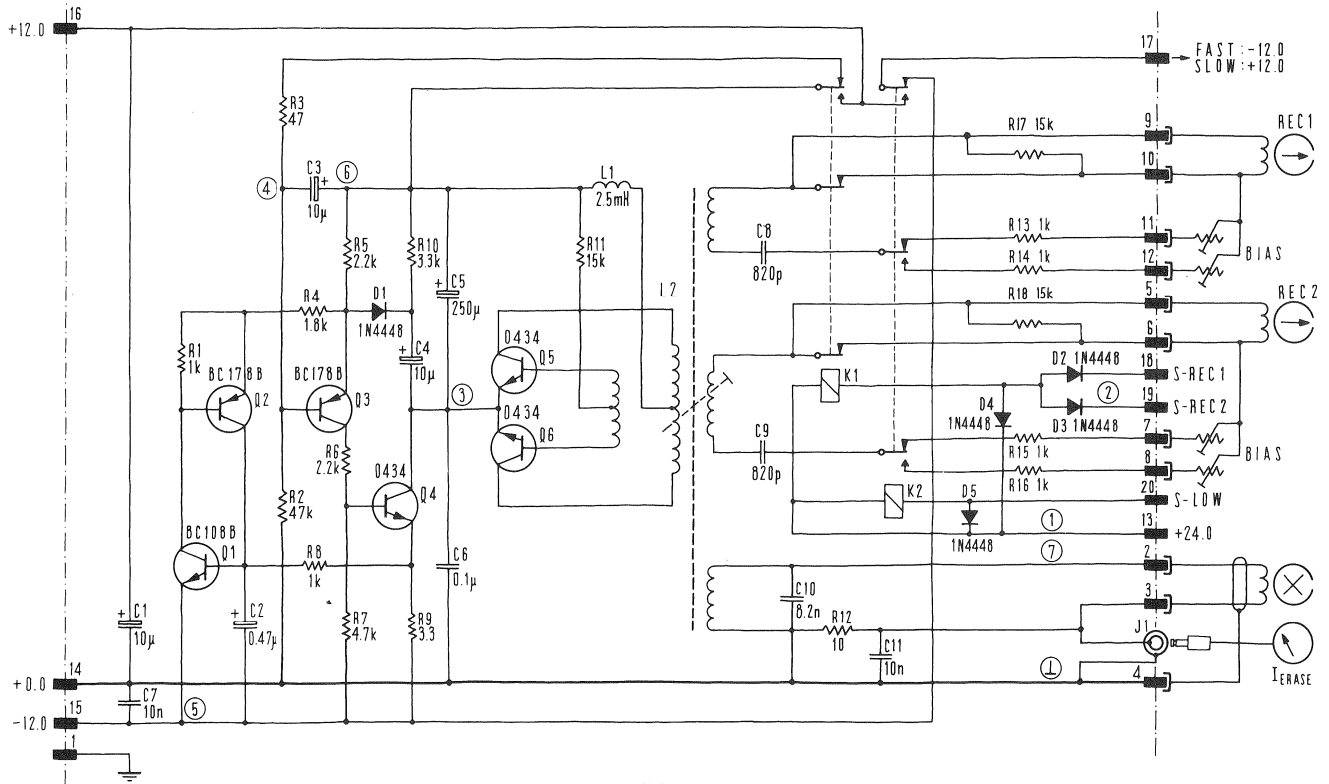 16
+12.0
17
FAST:-12.0
SLOW:+12.0
R3
47
R17 15k
9
REC1
10
4
C3
+
10µ
6
L1
2.5mH
R5
2.2k
R10
3.3k
R11
15k
C8
820p
R13 1k
11
R14 1k
12
BIAS
C5
+
250µ
R4
1.8k
D1
1N4448
R18 15k
5
REC 2
6
R1
1k
C4
+
10µ
O434
Q5
K1
D2 1N4448
18
S-REC1
BC178B
Q2
BC178B
Q3
3
O434
Q6
D4
1N4448
2
19
S-REC2
D3 1N4448
7
R6
2.2k
C9
820p
R15 1k
BIAS
R16 1k
8
R2
47k
O434
Q4
K2
D5
1N4448
20
S-LOW
1
13
+24.0
BC108B
Q1
R8
1k
7
2
C6
0.1µ
C10
8.2n
3
C1
+
10µ
C2
+
0.47µ
R7
4.7k
R9
3.3
R12
10
C11
10n
J1
14
+0.0
4
I ERASE
C7
10n
15
-12.0
5
1